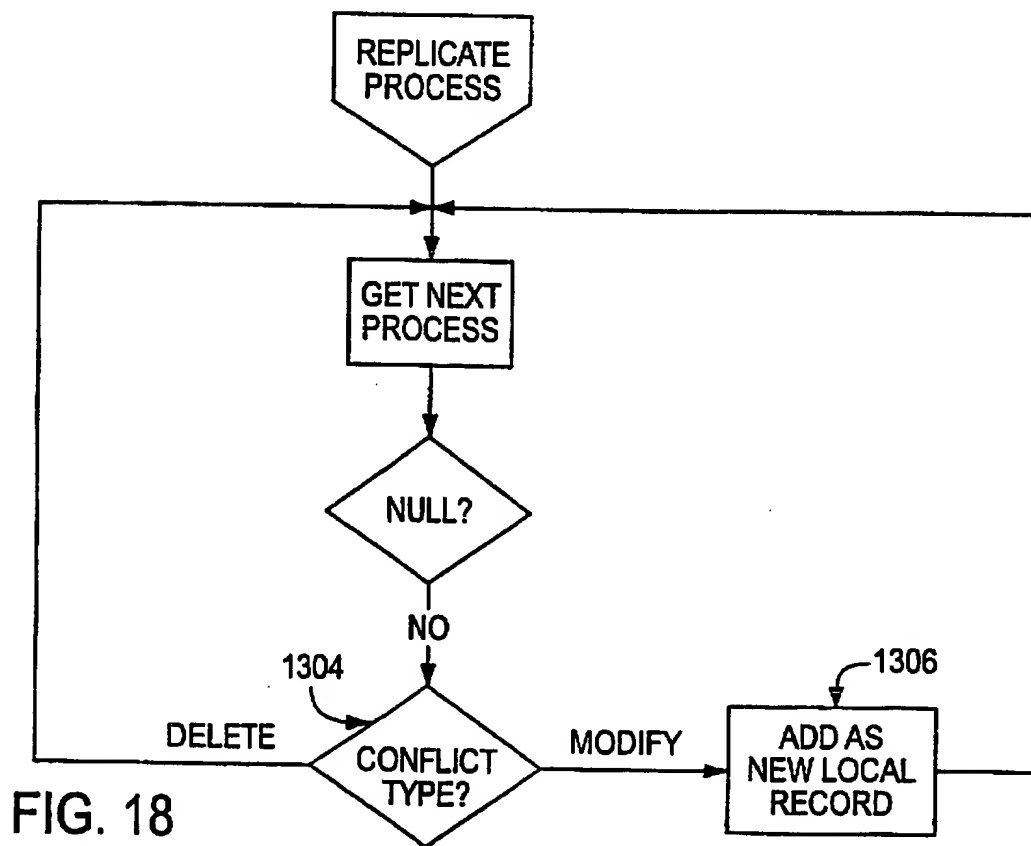 REPLICATE
PROCESS
GET NEXT
PROCESS
NULL?
NO
1304
1306
DELETE
CONFLICT
TYPE?
MODIFY
ADD AS
NEW LOCAL
RECORD
FIG. 18